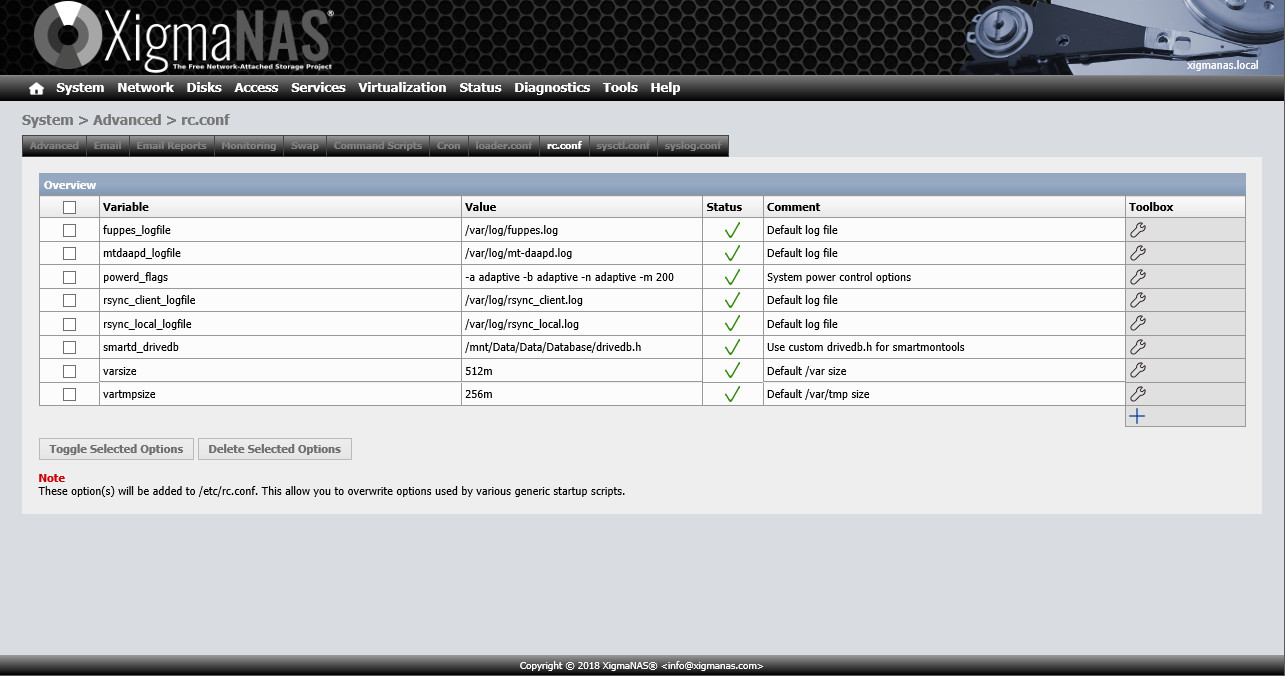 XigmaNAS®
The Free Network-Attached Storage Project
xigmanas.local
System Network Disks Access Services Virtualization Status Diagnostics Tools Help
System > Advanced > rc.conf
Advanced Email Email Reports Monitoring Swap Command Scripts Cron loader.conf rc.conf sysctl.conf syslog.conf
Overview
Variable Value Status Comment Toolbox
fuppes_logfile /var/log/fuppes.log Default log file
mtdaapd_logfile /var/log/mt-daapd.log Default log file
powerd_flags -a adaptive -b adaptive -n adaptive -m 200 System power control options
rsync_client_logfile /var/log/rsync_client.log Default log file
rsync_local_logfile /var/log/rsync_local.log Default log file
smartd_drivedb /mnt/Data/Data/Database/drivedb.h Use custom drivedb.h for smartmontools
varsize 512m Default /var size
vartmpsize 256m Default /var/tmp size
Toggle Selected Options Delete Selected Options
Note
These option(s) will be added to /etc/rc.conf. This allow you to overwrite options used by various generic startup scripts.
Copyright © 2018 XigmaNAS® <info@xigmanas.com>